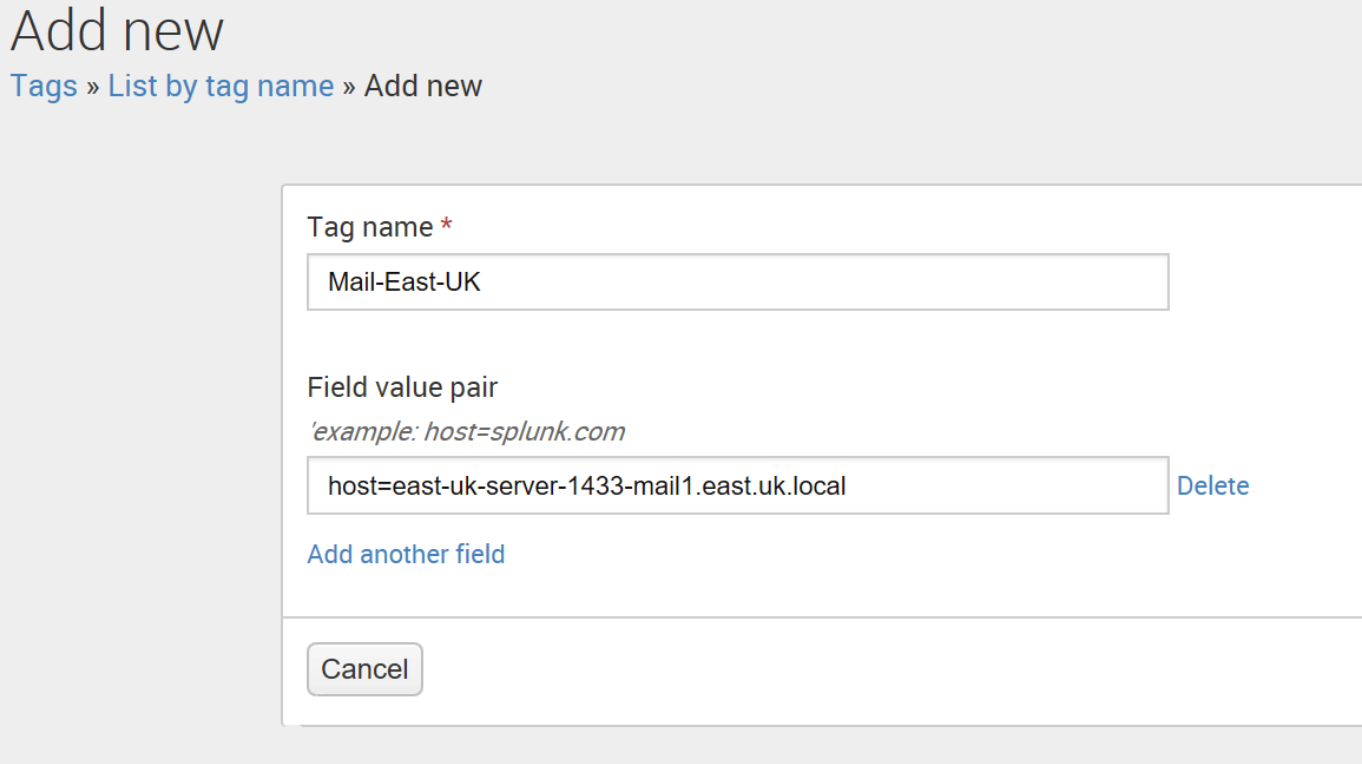 Add new
Tags » List by tag name » Add new
Tag name *
Mail-East-UK
Field value pair
'example: host=splunk.com
host=east-uk-server-1433-mail1.east.uk.local
Delete
Add another field
Cancel